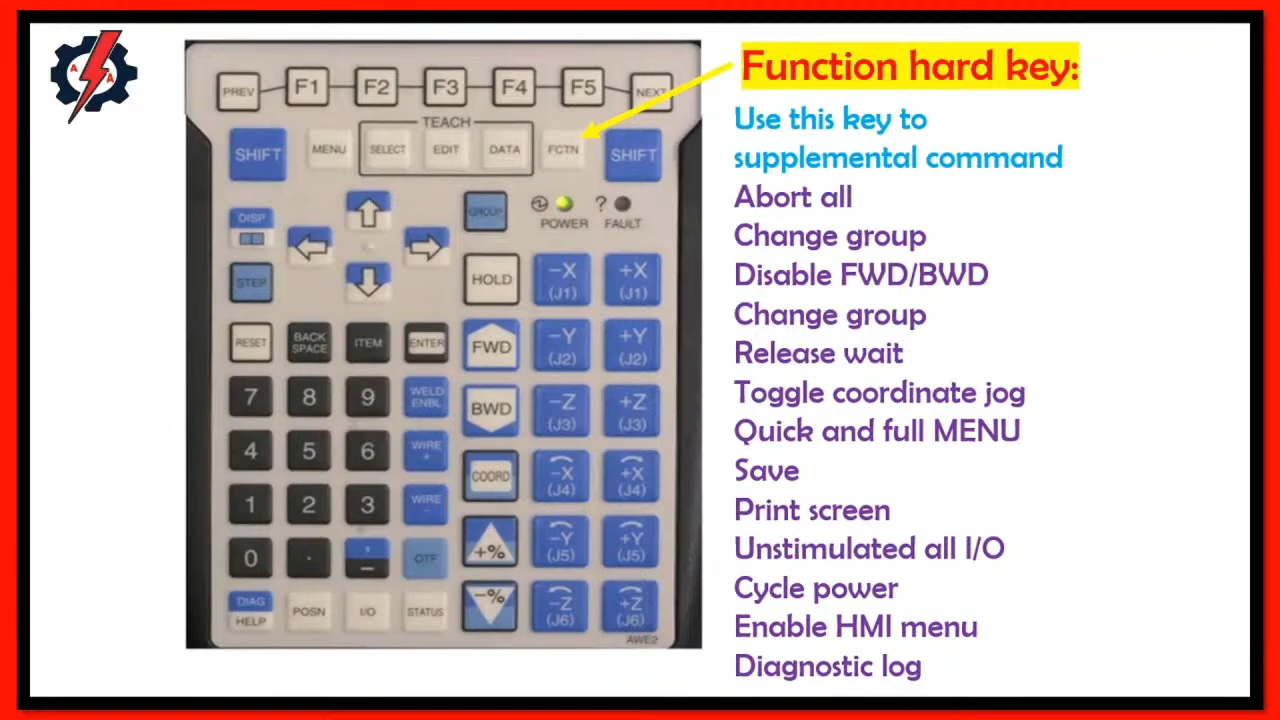 A A
Function hard key:
Use this key to
supplemental command
Abort all
Change group
Disable FWD/BWD
Change group
Release wait
Toggle coordinate jog
Quick and full MENU
Save
Print screen
Unstimulated all I/O
Cycle power
Enable HMI menu
Diagnostic log
PREV F1 F2 F3 F4 F5 NEXT
TEACH
SHIFT MENU SELECT EDIT DATA FCTN SHIFT
DISP GROUP ? POWER FAULT
STEP HOLD -X (J1) +X (J1)
RESET BACK SPACE ITEM ENTER FWD -Y (J2) +Y (J2)
7 8 9 WELD ENBL BWD -Z (J3) +Z (J3)
4 5 6 WIRE + COORD -X (J4) +X (J4)
1 2 3 WIRE - +% -Y (J5) +Y (J5)
0 . , - OTF -% -Z (J6) +Z (J6)
DIAG HELP POSN I/O STATUS
AWE2